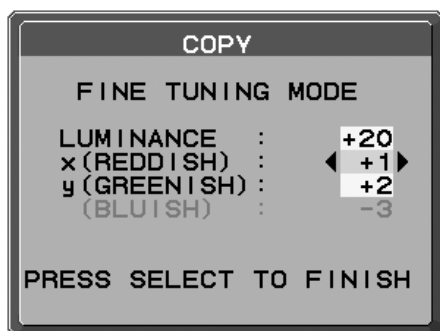 COPY
FINE TUNING MODE
LUMINANCE : +20
x(REDDISH) : +1
y(GREENISH) : +2
(BLUISH) : -3
PRESS SELECT TO FINISH